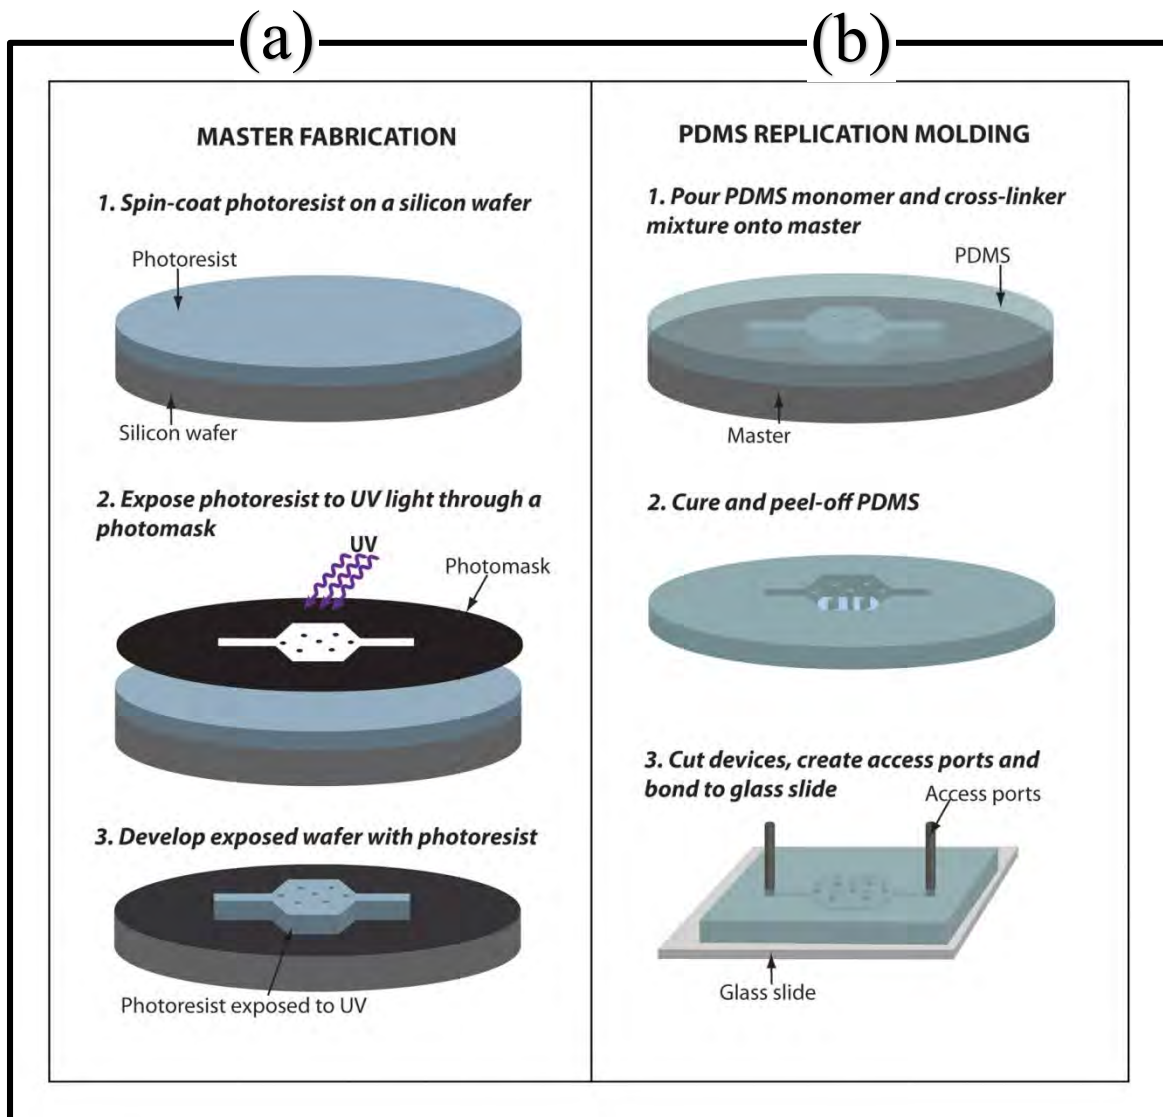 (a)
(b)
MASTER FABRICATION
1. Spin-coat photoresist on a silicon wafer
Photoresist
Silicon wafer
2. Expose photoresist to UV light through a
photomask
UV
Photomask
3. Develop exposed wafer with photoresist
Photoresist exposed to UV
PDMS REPLICATION MOLDING
1. Pour PDMS monomer and cross-linker
mixture onto master
PDMS
Master
2. Cure and peel-off PDMS
3. Cut devices, create access ports and
bond to glass slide
Access ports
Glass slide